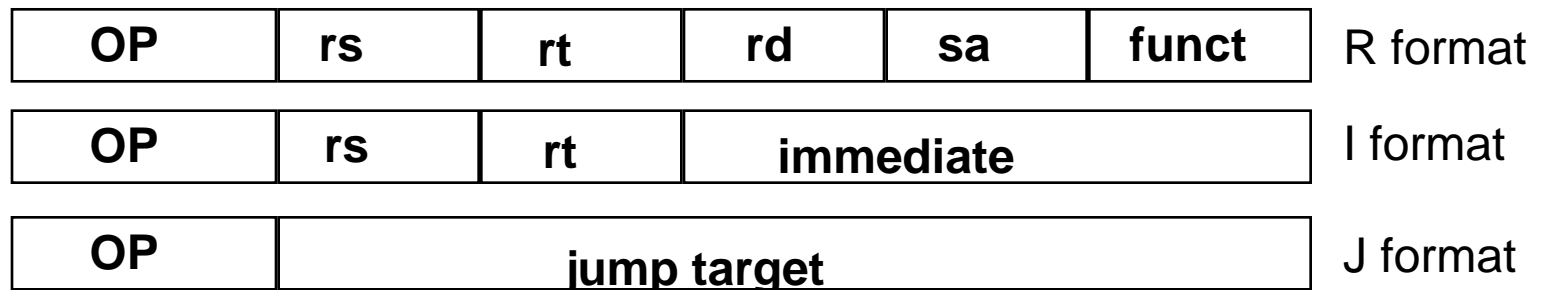 OP rs rt rd sa funct R format
OP rs rt immediate I format
OP jump target J format